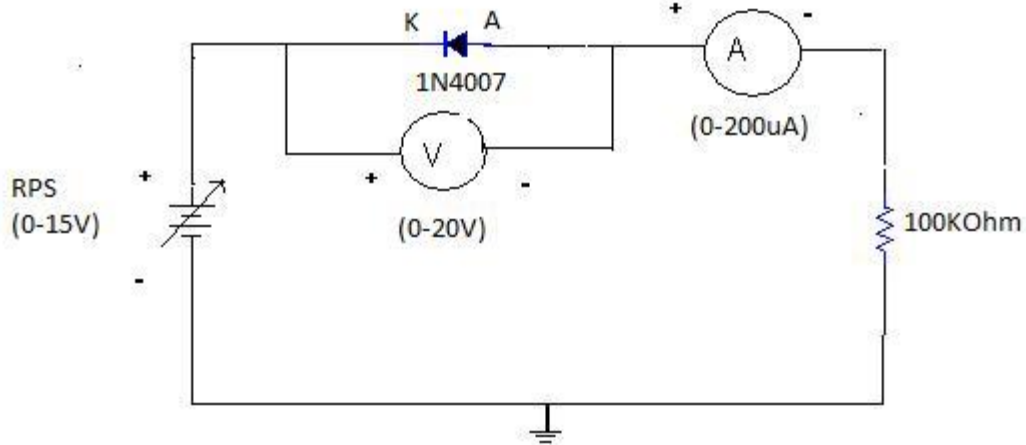 + -
K A
A
1N4007
(0-200uA)
V
+ -
+
RPS
(0-15V)
(0-20V)
100KOhm
-